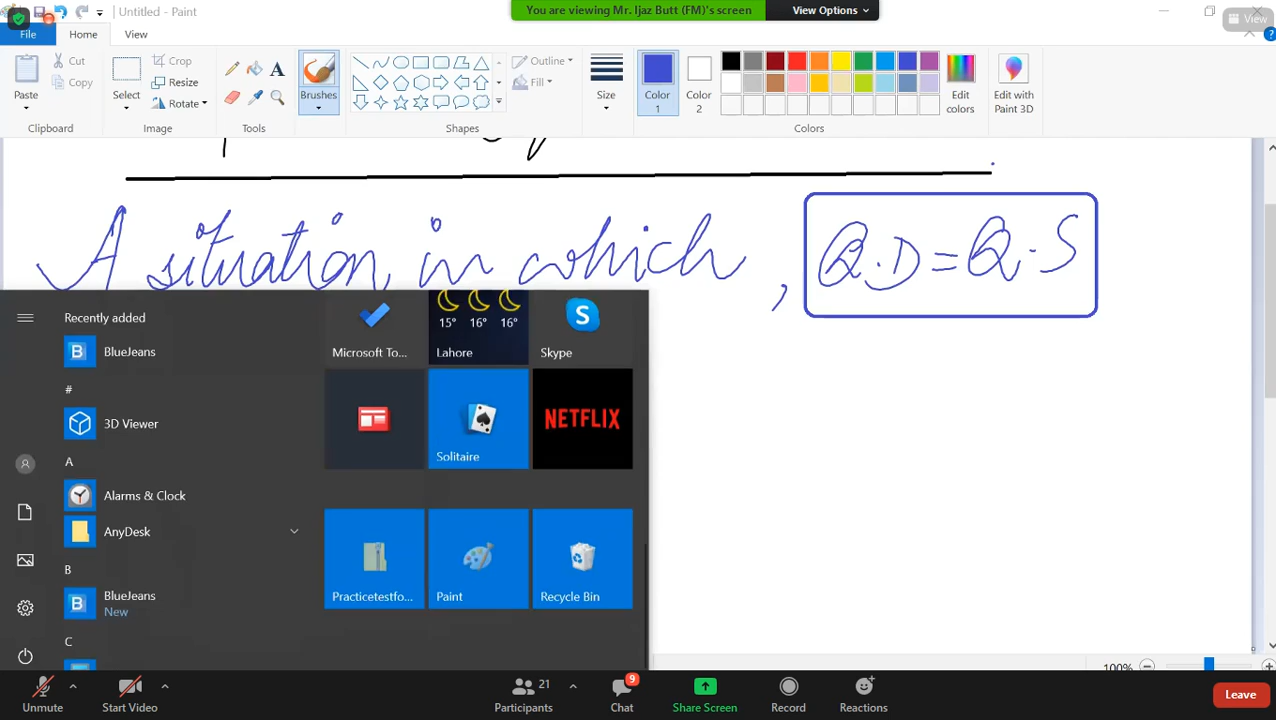 Untitled - Paint
You are viewing Mr. Ijaz Butt (FM)'s screen
View Options
View
File
Home
View
Paste
Cut
Copy
Clipboard
Select
Crop
Resize
Rotate
Image
Tools
Brushes
Outline
Fill
Shapes
Size
Color 1
Color 2
Edit colors
Edit with Paint 3D
Colors
A situation in which, Q.D = Q.S
Recently added
BlueJeans
#
3D Viewer
A
Alarms & Clock
AnyDesk
B
BlueJeans
New
C
Microsoft To...
15° 16° 16°
Lahore
Skype
Solitaire
NETFLIX
Practicetestfo...
Paint
Recycle Bin
100%
Unmute
Start Video
21
Participants
9
Chat
Share Screen
Record
Reactions
Leave